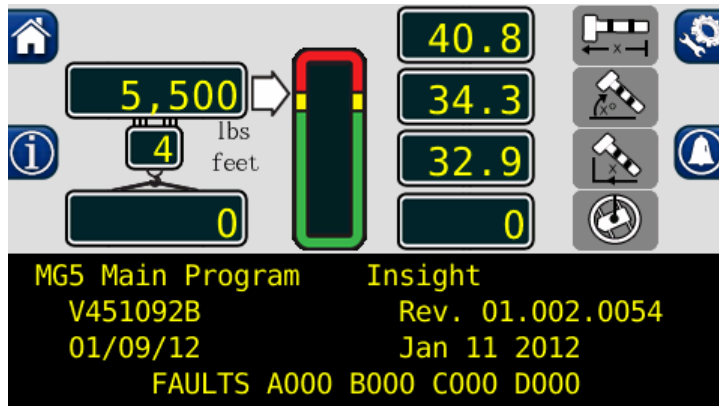 40.8
5,500
34.3
lbs
4
feet
x
x°
32.9
x
0
0
MG5 Main Program Insight
V451092B Rev. 01.002.0054
01/09/12 Jan 11 2012
FAULTS A000 B000 C000 D000